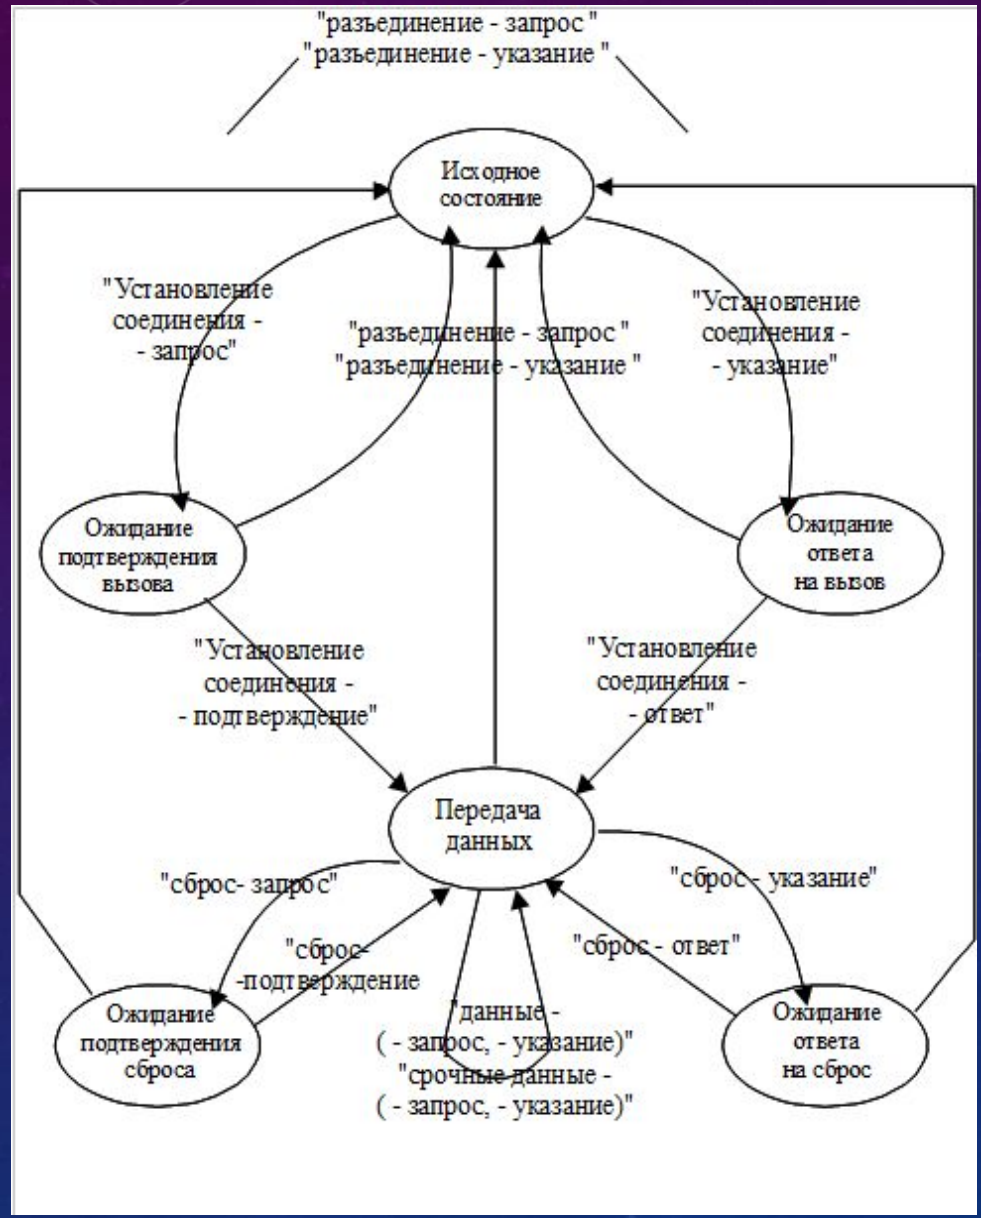 "разъединение - запрос "
"разъединение - указание "
Исходное
состояние
"Установление
соединения -
- запрос"
"разъединение - запрос "
"разъединение - указание "
"Установление
соединения -
- указание"
Ожидание
подтверждения
вызова
Ожидание
ответа
на вызов
"Установление
соединения -
- подтверждение"
"Установление
соединения -
- ответ"
Передача
данных
"сброс- запрос"
"сброс - указание"
"сброс-
-подтверждение
"сброс - ответ"
Ожидание
подтверждения
сброса
"данные -
( - запрос, - указание)"
"срочные данные -
( - запрос, - указание)"
Ожидание
ответа
на сброс